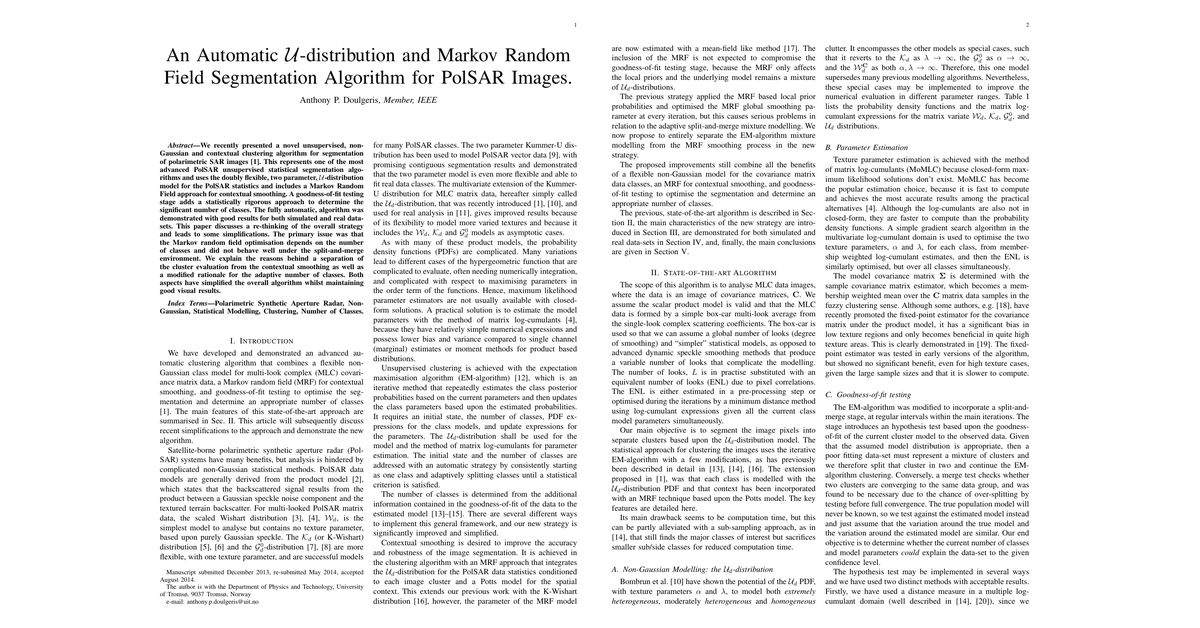 1
An Automatic U-distribution and Markov Random
Field Segmentation Algorithm for PolSAR Images.
Anthony P. Doulgeris, Member, IEEE
Abstract—We recently presented a novel unsupervised, non-
Gaussian and contextual clustering algorithm for segmentation
of polarimetric SAR images [1]. This represents one of the most
advanced PolSAR unsupervised statistical segmentation algo-
rithms and uses the doubly flexible, two parameter, U-distribution
model for the PolSAR statistics and includes a Markov Random
Field approach for contextual smoothing. A goodness-of-fit testing
stage adds a statistically rigorous approach to determine the
significant number of classes. The fully automatic, algorithm was
demonstrated with good results for both simulated and real data-
sets. This paper discusses a re-thinking of the overall strategy
and leads to some simplifications. The primary issue was that
the Markov random field optimisation depends on the number
of classes and did not behave well under the split-and-merge
environment. We explain the reasons behind a separation of
the cluster evaluation from the contextual smoothing as well as
a modified rationale for the adaptive number of classes. Both
aspects have simplified the overall algorithm whilst maintaining
good visual results.
Index Terms—Polarimetric Synthetic Aperture Radar, Non-
Gaussian, Statistical Modelling, Clustering, Number of Classes.
I. INTRODUCTION
We have developed and demonstrated an advanced au-
tomatic clustering algorithm that combines a flexible non-
Gaussian class model for multi-look complex (MLC) covari-
ance matrix data, a Markov random field (MRF) for contextual
smoothing, and goodness-of-fit testing to optimise the seg-
mentation and determine an appropriate number of classes
[1]. The main features of this state-of-the-art approach are
summarised in Sec. II. This article will subsequently discuss
recent simplifications to the approach and demonstrate the new
algorithm.
Satellite-borne polarimetric synthetic aperture radar (Pol-
SAR) systems have many benefits, but analysis is hindered by
complicated non-Gaussian statistical methods. PolSAR data
models are generally derived from the product model [2],
which states that the backscattered signal results from the
product between a Gaussian speckle noise component and the
textured terrain backscatter. For multi-looked PolSAR matrix
data, the scaled Wishart distribution [3], [4], W_d, is the
simplest model to analyse but contains no texture parameter,
based upon purely Gaussian speckle. The K_d (or K-Wishart)
distribution [5], [6] and the G_d^0-distribution [7], [8] are more
flexible, with one texture parameter, and are successful models
Manuscript submitted December 2013, re-submitted May 2014, accepted
August 2014.
The author is with the Department of Physics and Technology, University
of Tromsø, 9037 Tromsø, Norway
e-mail: anthony.p.doulgeris@uit.no
for many PolSAR classes. The two parameter Kummer-U dis-
tribution has been used to model PolSAR vector data [9], with
promising contiguous segmentation results and demonstrated
that the two parameter model is even more flexible and able to
fit real data classes. The multivariate extension of the Kummer-
U distribution for MLC matrix data, hereafter simply called
the U_d-distribution, that was recently introduced [1], [10], and
used for real analysis in [11], gives improved results because
of its flexibility to model more varied textures and because it
includes the W_d, K_d and G_d^0 models as asymptotic cases.
As with many of these product models, the probability
density functions (PDFs) are complicated. Many variations
lead to different cases of the hypergeometric function that are
complicated to evaluate, often needing numerically integration,
and complicated with respect to maximising parameters in
the order term of the functions. Hence, maximum likelihood
parameter estimators are not usually available with closed-
form solutions. A practical solution is to estimate the model
parameters with the method of matrix log-cumulants [4],
because they have relatively simple numerical expressions and
possess lower bias and variance compared to single channel
(marginal) estimates or moment methods for product based
distributions.
Unsupervised clustering is achieved with the expectation
maximisation algorithm (EM-algorithm) [12], which is an
iterative method that repeatedly estimates the class posterior
probabilities based on the current parameters and then updates
the class parameters based upon the estimated probabilities.
It requires an initial state, the number of classes, PDF ex-
pressions for the class models, and update expressions for
the parameters. The U_d-distribution shall be used for the
model and the method of matrix log-cumulants for parameter
estimation. The initial state and the number of classes are
addressed with an automatic strategy by consistently starting
as one class and adaptively splitting classes until a statistical
criterion is satisfied.
The number of classes is determined from the additional
information contained in the goodness-of-fit of the data to the
estimated model [13]–[15]. There are several different ways
to implement this general framework, and our new strategy is
significantly improved and simplified.
Contextual smoothing is desired to improve the accuracy
and robustness of the image segmentation. It is achieved in
the clustering algorithm with an MRF approach that integrates
the U_d-distribution for the PolSAR data statistics conditioned
to each image cluster and a Potts model for the spatial
context. This extends our previous work with the K-Wishart
distribution [16], however, the parameter of the MRF model
2
are now estimated with a mean-field like method [17]. The
inclusion of the MRF is not expected to compromise the
goodness-of-fit testing stage, because the MRF only affects
the local priors and the underlying model remains a mixture
of U_d-distributions.
The previous strategy applied the MRF based local prior
probabilities and optimised the MRF global smoothing pa-
rameter at every iteration, but this causes serious problems in
relation to the adaptive split-and-merge mixture modelling. We
now propose to entirely separate the EM-algorithm mixture
modelling from the MRF smoothing process in the new
strategy.
The proposed improvements still combine all the benefits
of a flexible non-Gaussian model for the covariance matrix
data classes, an MRF for contextual smoothing, and goodness-
of-fit testing to optimise the segmentation and determine an
appropriate number of classes.
The previous, state-of-the-art algorithm is described in Sec-
tion II, the main characteristics of the new strategy are intro-
duced in Section III, are demonstrated for both simulated and
real data-sets in Section IV, and, finally, the main conclusions
are given in Section V.
II. STATE-OF-THE-ART ALGORITHM
The scope of this algorithm is to analyse MLC data images,
where the data is an image of covariance matrices, C. We
assume the scalar product model is valid and that the MLC
data is formed by a simple box-car multi-look average from
the single-look complex scattering coefficients. The box-car is
used so that we can assume a global number of looks (degree
of smoothing) and “simpler” statistical models, as opposed to
advanced dynamic speckle smoothing methods that produce
a variable number of looks that complicate the modelling.
The number of looks, L is in practise substituted with an
equivalent number of looks (ENL) due to pixel correlations.
The ENL is either estimated in a pre-processing step or
optimised during the iterations by a minimum distance method
using log-cumulant expressions given all the current class
model parameters simultaneously.
Our main objective is to segment the image pixels into
separate clusters based upon the U_d-distribution model. The
statistical approach for clustering the images uses the iterative
EM-algorithm with a few modifications, as has previously
been described in detail in [13], [14], [16]. The extension
proposed in [1], was that each class is modelled with the
U_d-distribution PDF and that context has been incorporated
with an MRF technique based upon the Potts model. The key
features are detailed here.
Its main drawback seems to be computation time, but this
can be partly alleviated with a sub-sampling approach, as in
[14], that still finds the major classes of interest but sacrifices
smaller sub/side classes for reduced computation time.
A. Non-Gaussian Modelling: the U_d-distribution
Bombrun et al. [10] have shown the potential of the U_d PDF,
with texture parameters α and λ, to model both extremely
heterogeneous, moderately heterogeneous and homogeneous
clutter. It encompasses the other models as special cases, such
that it reverts to the K_d as λ → ∞, the G_d^0 as α → ∞,
and the W_d^C as both α, λ → ∞. Therefore, this one model
supersedes many previous modelling algorithms. Nevertheless,
these special cases may be implemented to improve the
numerical evaluation in different parameter ranges. Table I
lists the probability density functions and the matrix log-
cumulant expressions for the matrix variate W_d, K_d, G_d^0, and
U_d distributions.
B. Parameter Estimation
Texture parameter estimation is achieved with the method
of matrix log-cumulants (MoMLC) because closed-form max-
imum likelihood solutions don't exist. MoMLC has become
the popular estimation choice, because it is fast to compute
and achieves the most accurate results among the practical
alternatives [4]. Although the log-cumulants are also not in
closed-form, they are faster to compute than the probability
density functions. A simple gradient search algorithm in the
multivariate log-cumulant domain is used to optimise the two
texture parameters, α and λ, for each class, from member-
ship weighted log-cumulant estimates, and then the ENL is
similarly optimised, but over all classes simultaneously.
The model covariance matrix Σ is determined with the
sample covariance matrix estimator, which becomes a mem-
bership weighted mean over the C matrix data samples in the
fuzzy clustering sense. Although some authors, e.g. [18], have
recently promoted the fixed-point estimator for the covariance
matrix under the product model, it has a significant bias in
low texture regions and only becomes beneficial in quite high
texture areas. This is clearly demonstrated in [19]. The fixed-
point estimator was tested in early versions of the algorithm,
but showed no significant benefit, even for high texture cases,
given the large sample sizes and that it is slower to compute.
C. Goodness-of-fit testing
The EM-algorithm was modified to incorporate a split-and-
merge stage, at regular intervals within the main iterations. The
stage introduces an hypothesis test based upon the goodness-
of-fit of the current cluster model to the observed data. Given
that the assumed model distribution is appropriate, then a
poor fitting data-set must represent a mixture of clusters and
we therefore split that cluster in two and continue the EM-
algorithm clustering. Conversely, a merge test checks whether
two clusters are converging to the same data group, and was
found to be necessary due to the chance of over-splitting by
testing before full convergence. The true population model will
never be known, so we test against the estimated model instead
and just assume that the variation around the true model and
the variation around the estimated model are similar. Our end
objective is to determine whether the current number of classes
and model parameters could explain the data-set to the given
confidence level.
The hypothesis test may be implemented in several ways
and we have used two distinct methods with acceptable results.
Firstly, we have used a distance measure in a multiple log-
cumulant domain (well described in [14], [20]), since we